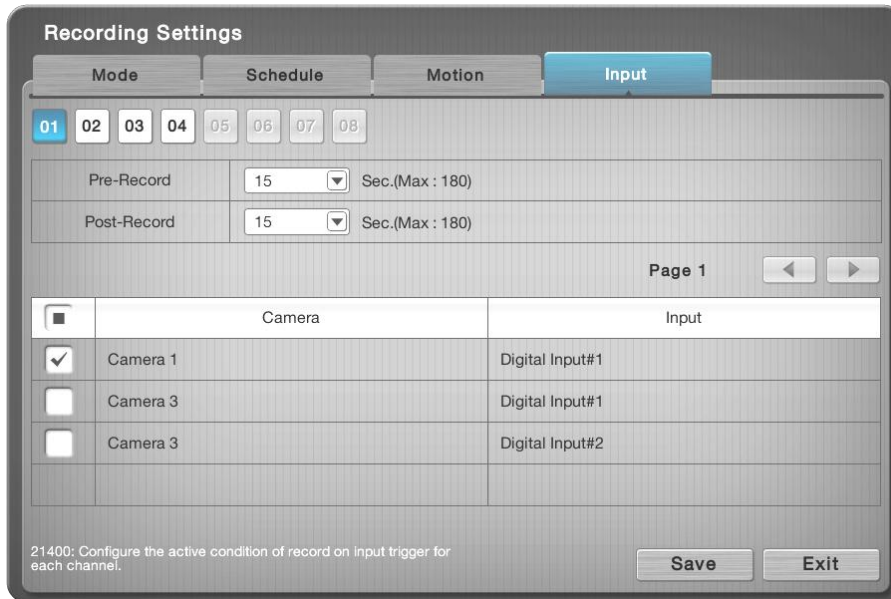 Recording Settings
Mode Schedule Motion Input
01 02 03 04 05 06 07 08
Pre-Record 15 Sec.(Max : 180)
Post-Record 15 Sec.(Max : 180)
Page 1
Camera Input
Camera 1 Digital Input#1
Camera 3 Digital Input#1
Camera 3 Digital Input#2
21400: Configure the active condition of record on input trigger for
each channel.
Save Exit